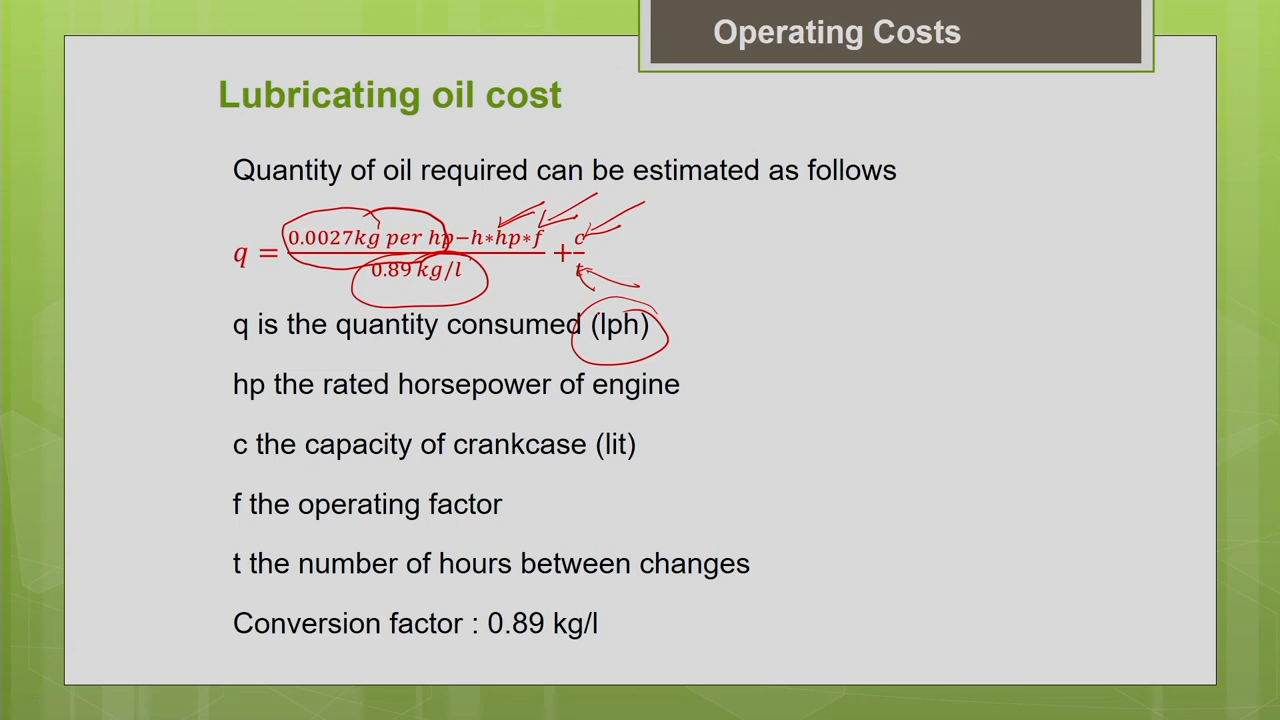 Operating Costs
Lubricating oil cost
Quantity of oil required can be estimated as follows
q = \frac{0.0027kg per hp−h∗hp∗f}{0.89 kg/l} + \frac{c}{t}
q is the quantity consumed (lph)
hp the rated horsepower of engine
c the capacity of crankcase (lit)
f the operating factor
t the number of hours between changes
Conversion factor : 0.89 kg/l